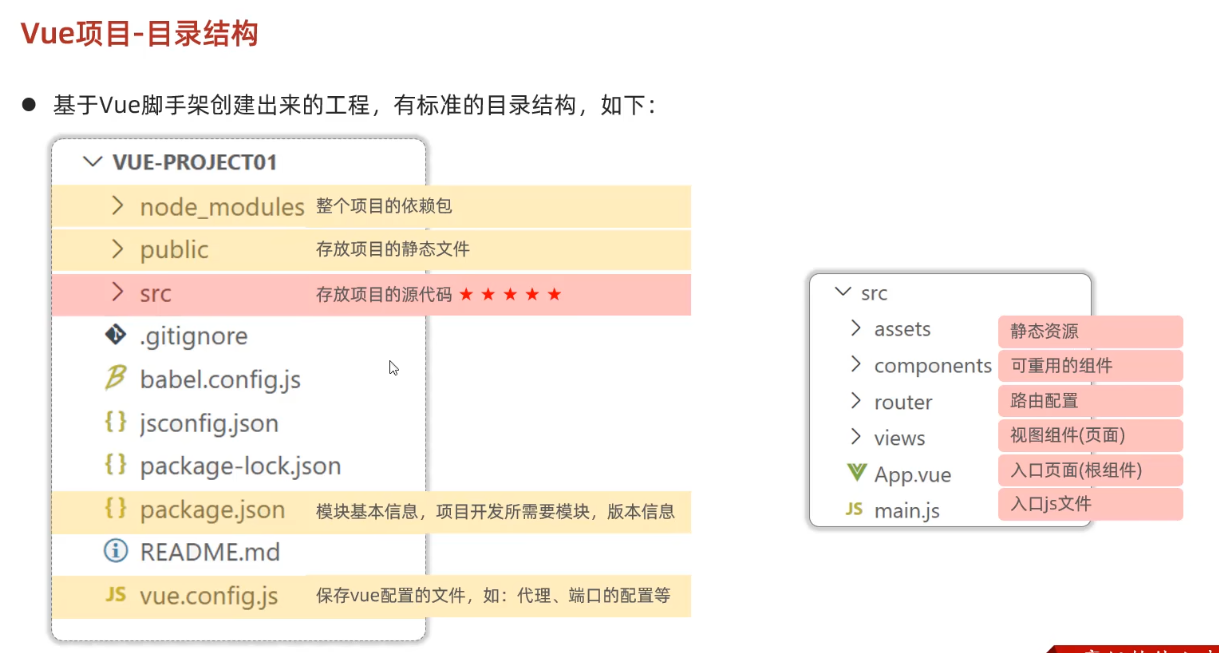 Vue项目-目录结构
基于Vue脚手架创建出来的工程，有标准的目录结构，如下：
VUE-PROJECT01
node_modules 整个项目的依赖包
public 存放项目的静态文件
src 存放项目的源代码 ★ ★ ★ ★ ★
.gitignore
babel.config.js
jsconfig.json
package-lock.json
package.json 模块基本信息，项目开发所需要模块，版本信息
README.md
JS vue.config.js 保存vue配置的文件，如：代理、端口的配置等
src
assets 静态资源
components 可重用的组件
router 路由配置
views 视图组件(页面)
App.vue 入口页面(根组件)
JS main.js 入口js文件